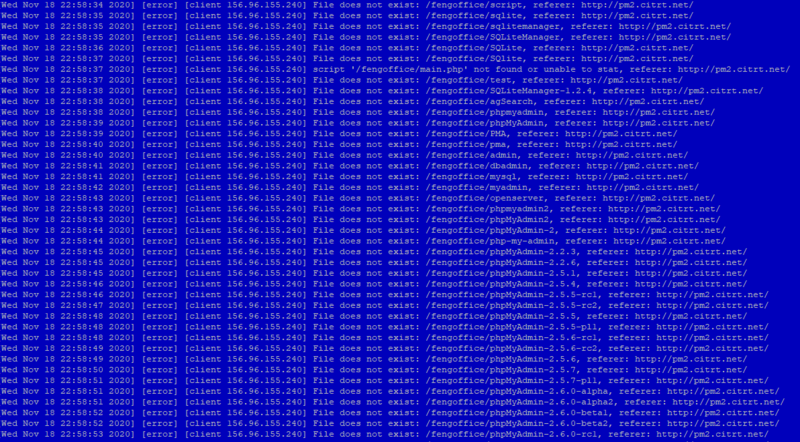 Wed Nov 18 22:58:34 2020] [error] [client 156.96.155.240] File does not exist: /fengoffice/script, referer: http://pm2.citrt.net/
Wed Nov 18 22:58:35 2020] [error] [client 156.96.155.240] File does not exist: /fengoffice/sqlite, referer: http://pm2.citrt.net/
Wed Nov 18 22:58:35 2020] [error] [client 156.96.155.240] File does not exist: /fengoffice/sqlitemanager, referer: http://pm2.citrt.net/
Wed Nov 18 22:58:35 2020] [error] [client 156.96.155.240] File does not exist: /fengoffice/SQLiteManager, referer: http://pm2.citrt.net/
Wed Nov 18 22:58:36 2020] [error] [client 156.96.155.240] File does not exist: /fengoffice/SQLite, referer: http://pm2.citrt.net/
Wed Nov 18 22:58:37 2020] [error] [client 156.96.155.240] File does not exist: /fengoffice/SQlite, referer: http://pm2.citrt.net/
Wed Nov 18 22:58:37 2020] [error] [client 156.96.155.240] script '/fengoffice/main.php' not found or unable to stat, referer: http://pm2.citrt.net/
Wed Nov 18 22:58:37 2020] [error] [client 156.96.155.240] File does not exist: /fengoffice/test, referer: http://pm2.citrt.net/
Wed Nov 18 22:58:38 2020] [error] [client 156.96.155.240] File does not exist: /fengoffice/SQLiteManager-1.2.4, referer: http://pm2.citrt.net/
Wed Nov 18 22:58:38 2020] [error] [client 156.96.155.240] File does not exist: /fengoffice/agSearch, referer: http://pm2.citrt.net/
Wed Nov 18 22:58:38 2020] [error] [client 156.96.155.240] File does not exist: /fengoffice/phpmyadmin, referer: http://pm2.citrt.net/
Wed Nov 18 22:58:39 2020] [error] [client 156.96.155.240] File does not exist: /fengoffice/phpMyAdmin, referer: http://pm2.citrt.net/
Wed Nov 18 22:58:39 2020] [error] [client 156.96.155.240] File does not exist: /fengoffice/PMA, referer: http://pm2.citrt.net/
Wed Nov 18 22:58:40 2020] [error] [client 156.96.155.240] File does not exist: /fengoffice/pma, referer: http://pm2.citrt.net/
Wed Nov 18 22:58:40 2020] [error] [client 156.96.155.240] File does not exist: /fengoffice/admin, referer: http://pm2.citrt.net/
Wed Nov 18 22:58:41 2020] [error] [client 156.96.155.240] File does not exist: /fengoffice/dbadmin, referer: http://pm2.citrt.net/
Wed Nov 18 22:58:41 2020] [error] [client 156.96.155.240] File does not exist: /fengoffice/mysql, referer: http://pm2.citrt.net/
Wed Nov 18 22:58:42 2020] [error] [client 156.96.155.240] File does not exist: /fengoffice/myadmin, referer: http://pm2.citrt.net/
Wed Nov 18 22:58:43 2020] [error] [client 156.96.155.240] File does not exist: /fengoffice/openserver, referer: http://pm2.citrt.net/
Wed Nov 18 22:58:43 2020] [error] [client 156.96.155.240] File does not exist: /fengoffice/phpmyadmin2, referer: http://pm2.citrt.net/
Wed Nov 18 22:58:43 2020] [error] [client 156.96.155.240] File does not exist: /fengoffice/phpMyAdmin2, referer: http://pm2.citrt.net/
Wed Nov 18 22:58:44 2020] [error] [client 156.96.155.240] File does not exist: /fengoffice/phpMyAdmin-2, referer: http://pm2.citrt.net/
Wed Nov 18 22:58:44 2020] [error] [client 156.96.155.240] File does not exist: /fengoffice/php-my-admin, referer: http://pm2.citrt.net/
Wed Nov 18 22:58:45 2020] [error] [client 156.96.155.240] File does not exist: /fengoffice/phpMyAdmin-2.2.3, referer: http://pm2.citrt.net/
Wed Nov 18 22:58:45 2020] [error] [client 156.96.155.240] File does not exist: /fengoffice/phpMyAdmin-2.2.6, referer: http://pm2.citrt.net/
Wed Nov 18 22:58:45 2020] [error] [client 156.96.155.240] File does not exist: /fengoffice/phpMyAdmin-2.5.1, referer: http://pm2.citrt.net/
Wed Nov 18 22:58:46 2020] [error] [client 156.96.155.240] File does not exist: /fengoffice/phpMyAdmin-2.5.4, referer: http://pm2.citrt.net/
Wed Nov 18 22:58:46 2020] [error] [client 156.96.155.240] File does not exist: /fengoffice/phpMyAdmin-2.5.5-rc1, referer: http://pm2.citrt.net/
Wed Nov 18 22:58:47 2020] [error] [client 156.96.155.240] File does not exist: /fengoffice/phpMyAdmin-2.5.5-rc2, referer: http://pm2.citrt.net/
Wed Nov 18 22:58:47 2020] [error] [client 156.96.155.240] File does not exist: /fengoffice/phpMyAdmin-2.5.5, referer: http://pm2.citrt.net/
Wed Nov 18 22:58:48 2020] [error] [client 156.96.155.240] File does not exist: /fengoffice/phpMyAdmin-2.5.5-pl1, referer: http://pm2.citrt.net/
Wed Nov 18 22:58:48 2020] [error] [client 156.96.155.240] File does not exist: /fengoffice/phpMyAdmin-2.5.6-rc1, referer: http://pm2.citrt.net/
Wed Nov 18 22:58:49 2020] [error] [client 156.96.155.240] File does not exist: /fengoffice/phpMyAdmin-2.5.6-rc2, referer: http://pm2.citrt.net/
Wed Nov 18 22:58:49 2020] [error] [client 156.96.155.240] File does not exist: /fengoffice/phpMyAdmin-2.5.6, referer: http://pm2.citrt.net/
Wed Nov 18 22:58:50 2020] [error] [client 156.96.155.240] File does not exist: /fengoffice/phpMyAdmin-2.5.7, referer: http://pm2.citrt.net/
Wed Nov 18 22:58:51 2020] [error] [client 156.96.155.240] File does not exist: /fengoffice/phpMyAdmin-2.5.7-pl1, referer: http://pm2.citrt.net/
Wed Nov 18 22:58:51 2020] [error] [client 156.96.155.240] File does not exist: /fengoffice/phpMyAdmin-2.6.0-alpha, referer: http://pm2.citrt.net/
Wed Nov 18 22:58:51 2020] [error] [client 156.96.155.240] File does not exist: /fengoffice/phpMyAdmin-2.6.0-alpha2, referer: http://pm2.citrt.net/
Wed Nov 18 22:58:52 2020] [error] [client 156.96.155.240] File does not exist: /fengoffice/phpMyAdmin-2.6.0-beta1, referer: http://pm2.citrt.net/
Wed Nov 18 22:58:52 2020] [error] [client 156.96.155.240] File does not exist: /fengoffice/phpMyAdmin-2.6.0-beta2, referer: http://pm2.citrt.net/
Wed Nov 18 22:58:53 2020] [error] [client 156.96.155.240] File does not exist: /fengoffice/phpMyAdmin-2.6.0-rc1, referer: http://pm2.citrt.net/